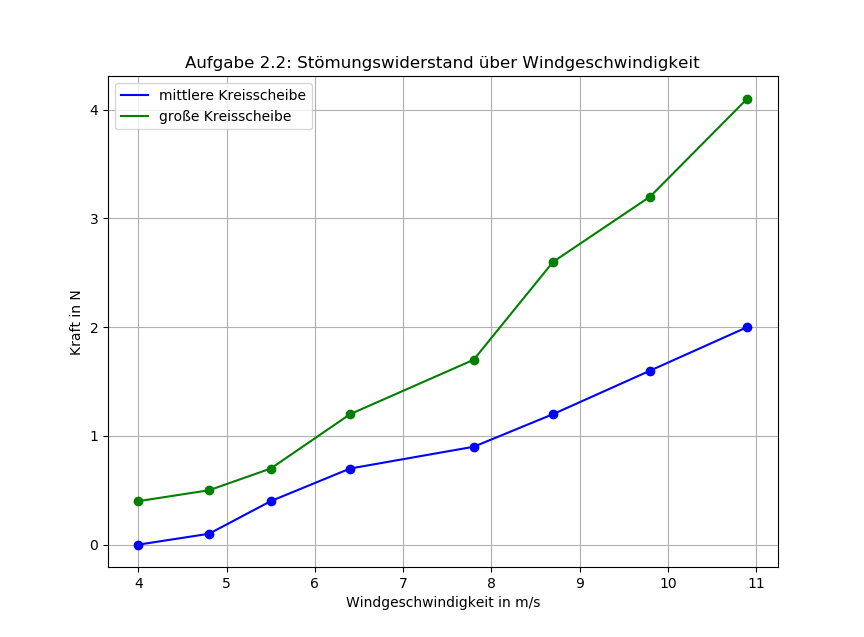 Aufgabe 2.2: Stömungswiderstand über Windgeschwindigkeit
mittlere Kreisscheibe
große Kreisscheibe
4
3
2
1
0
Kraft in N
4 5 6 7 8 9 10 11
Windgeschwindigkeit in m/s